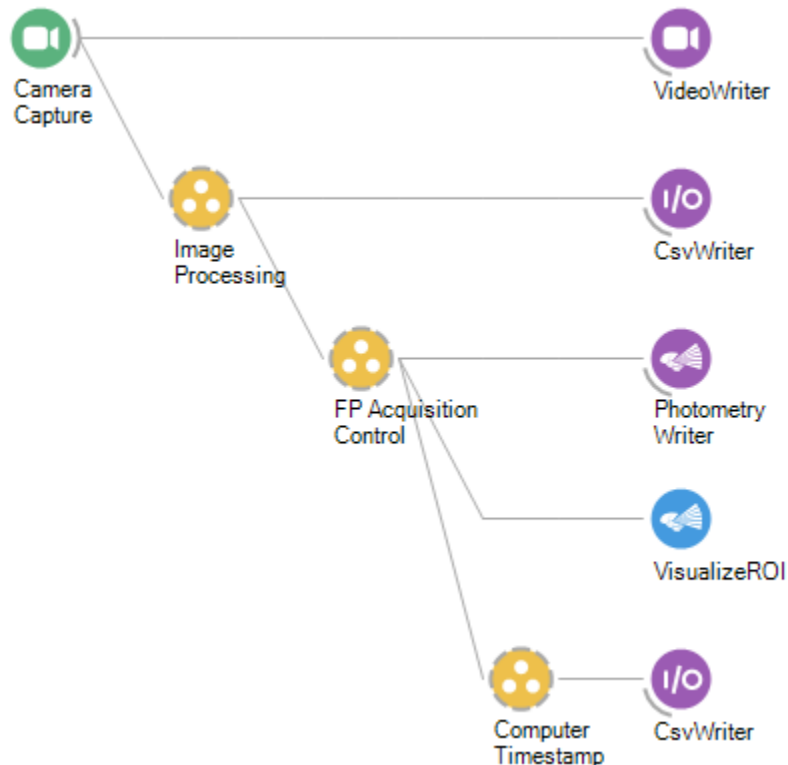 Camera
Capture
VideoWriter
Image
Processing
I/O
CsvWriter
FP Acquisition
Control
Photometry
Writer
VisualizeROI
Computer
Timestamp
I/O
CsvWriter